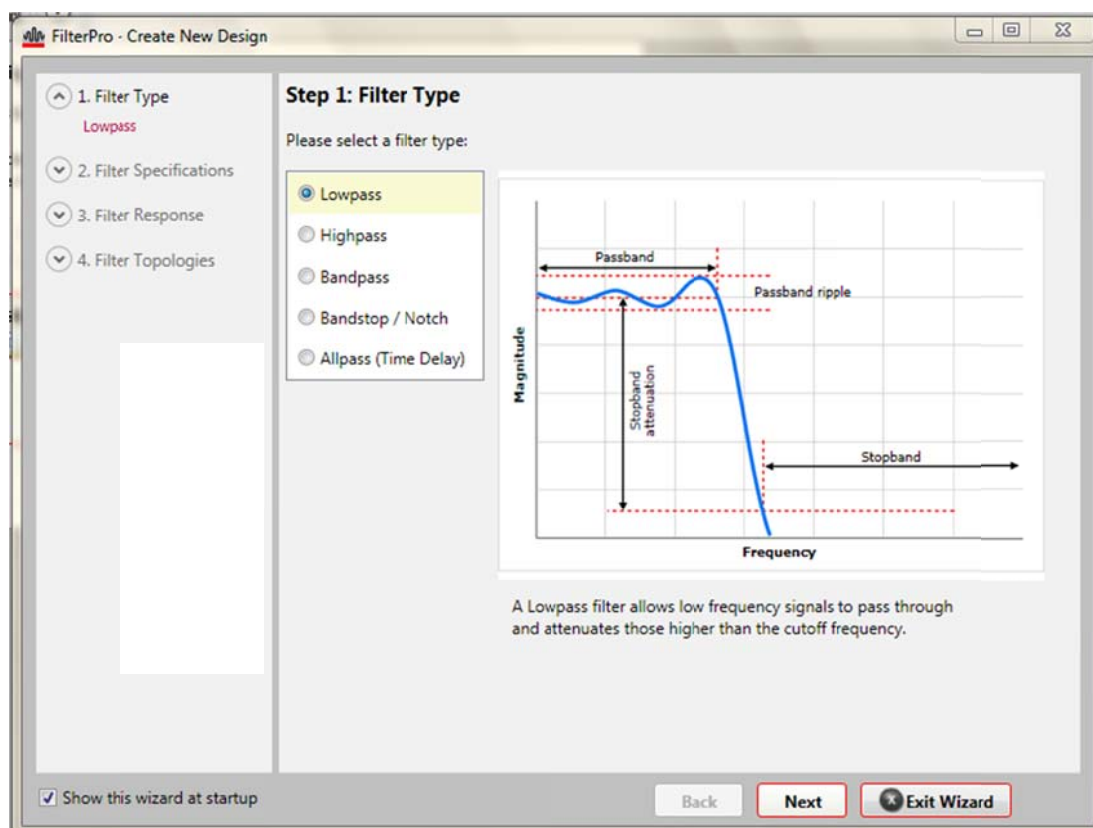 FilterPro - Create New Design
1. Filter Type
Lowpass
2. Filter Specifications
3. Filter Response
4. Filter Topologies
Step 1: Filter Type
Please select a filter type:
Lowpass
Highpass
Bandpass
Bandstop / Notch
Allpass (Time Delay)
Passband
Passband ripple
Magnitude
Stopband
attenuation
Stopband
Frequency
A Lowpass filter allows low frequency signals to pass through
and attenuates those higher than the cutoff frequency.
Show this wizard at startup
Back
Next
Exit Wizard